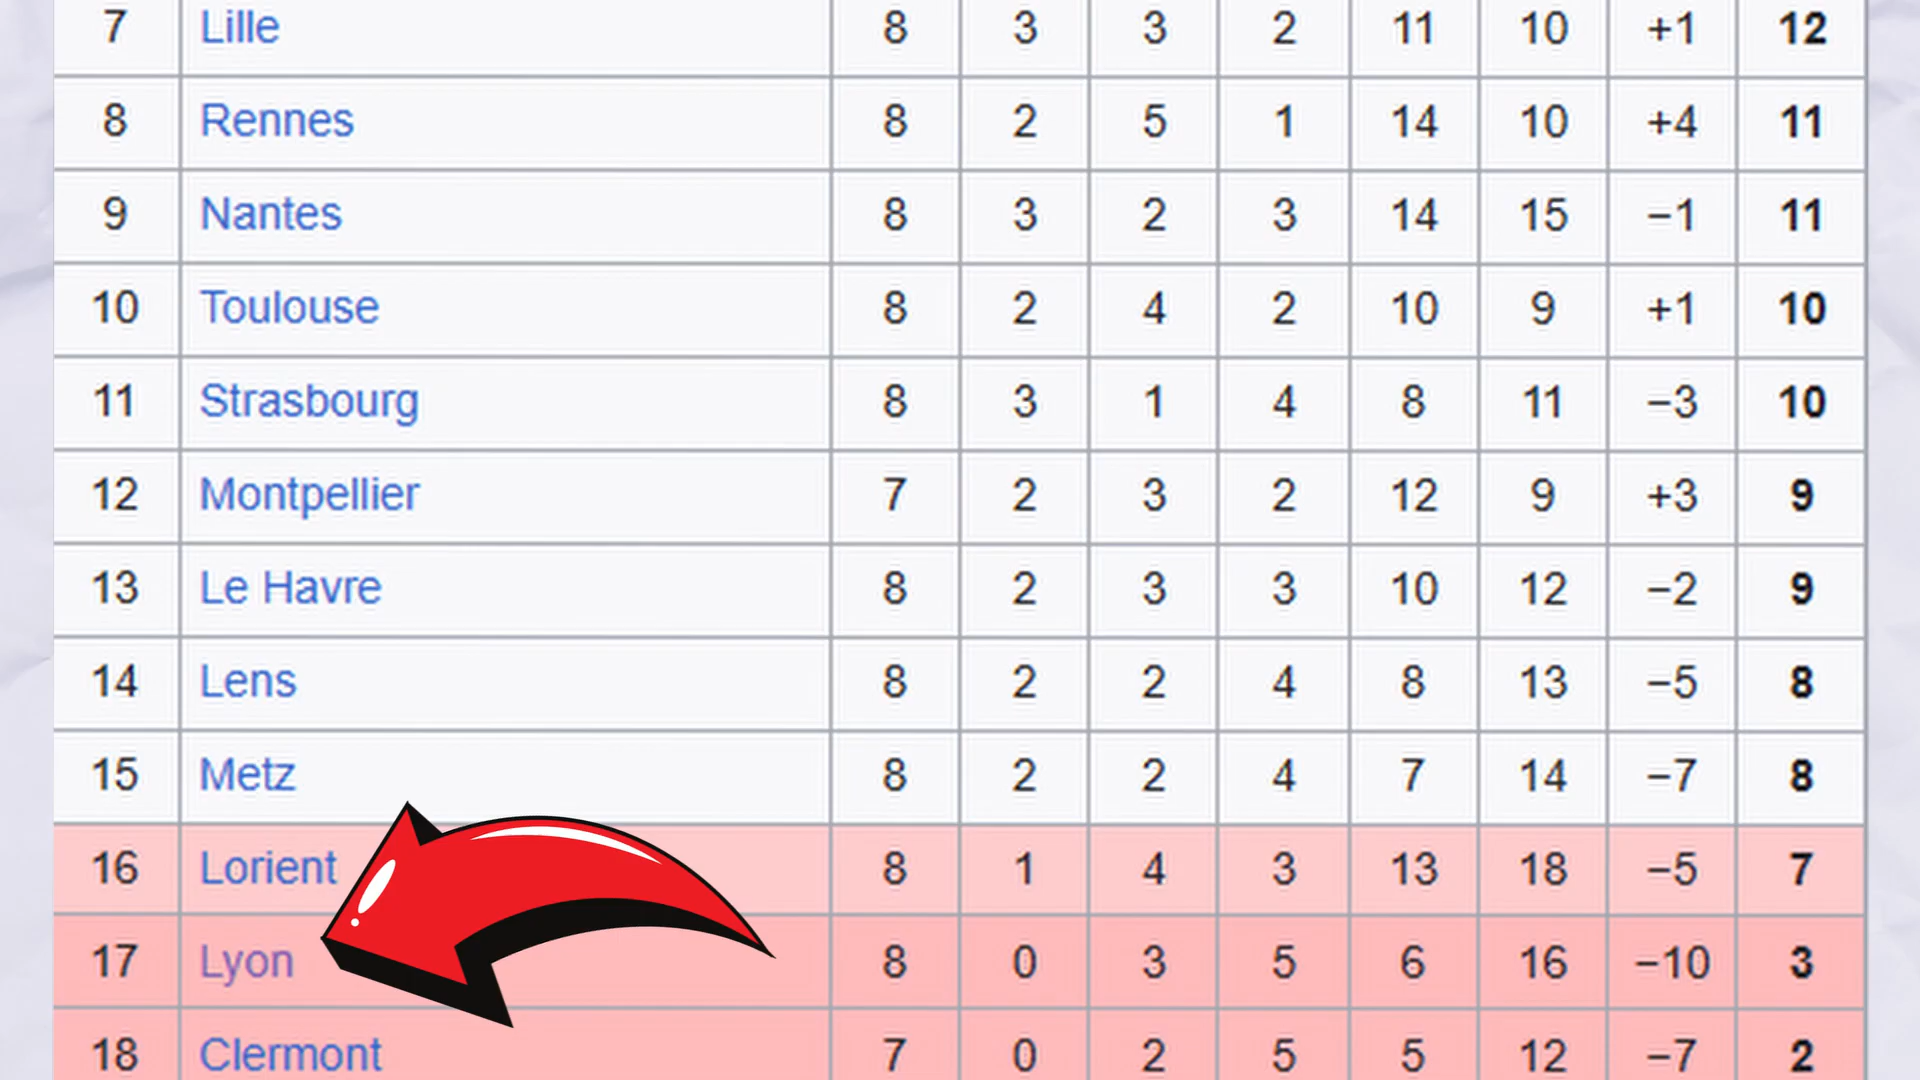 7 Lille 8 3 3 2 11 10 +1 12
8 Rennes 8 2 5 1 14 10 +4 11
9 Nantes 8 3 2 3 14 15 −1 11
10 Toulouse 8 2 4 2 10 9 +1 10
11 Strasbourg 8 3 1 4 8 11 −3 10
12 Montpellier 7 2 3 2 12 9 +3 9
13 Le Havre 8 2 3 3 10 12 −2 9
14 Lens 8 2 2 4 8 13 −5 8
15 Metz 8 2 2 4 7 14 −7 8
16 Lorient 8 1 4 3 13 18 −5 7
17 Lyon 8 0 3 5 6 16 −10 3
18 Clermont 7 0 2 5 5 12 −7 2